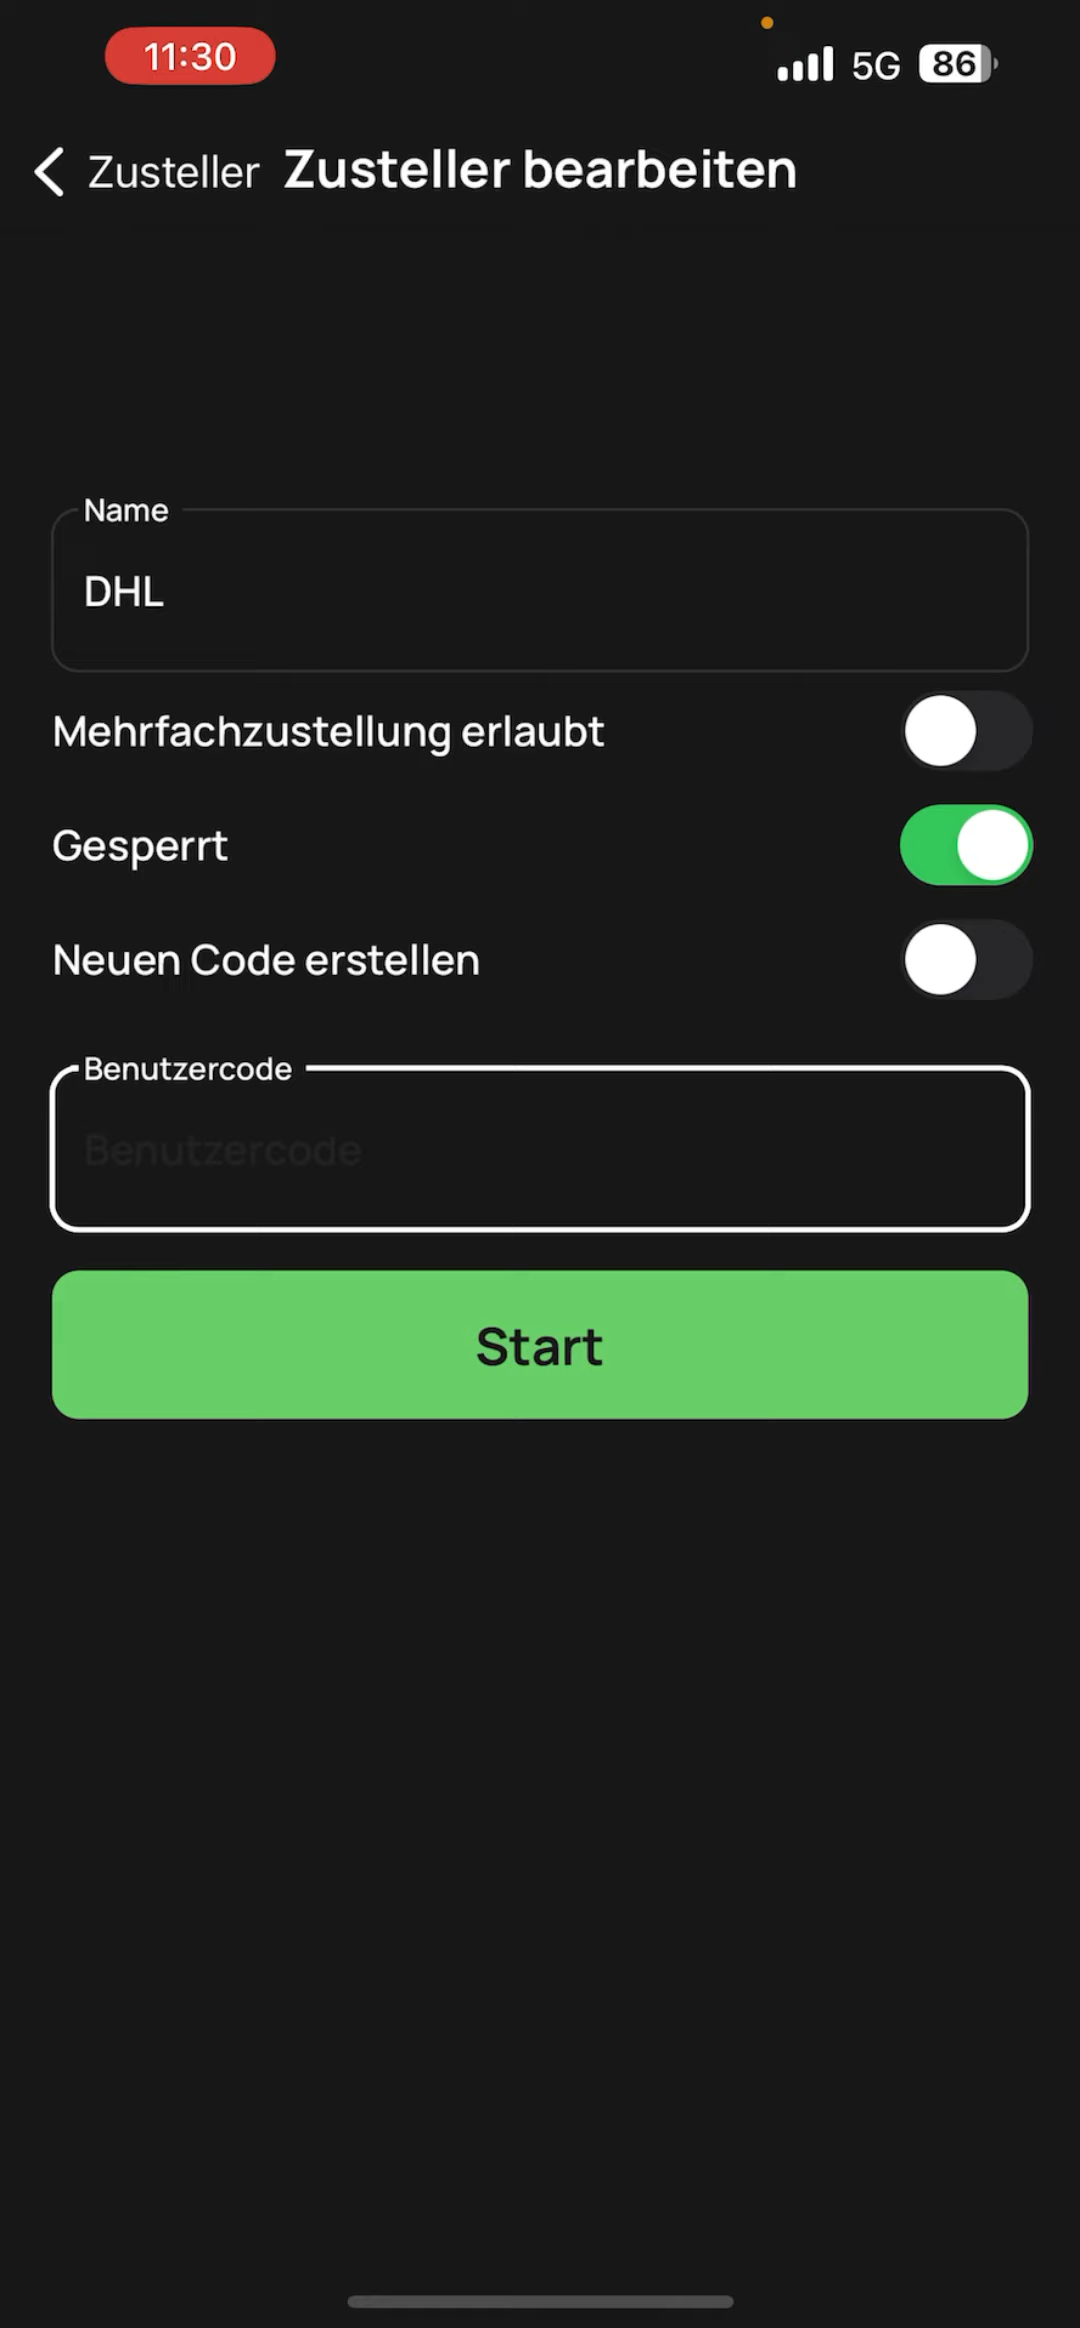 11:30
5G 86
Zusteller Zusteller bearbeiten
Name
DHL
Mehrfachzustellung erlaubt
Gesperrt
Neuen Code erstellen
Benutzercode
Benutzercode
Start